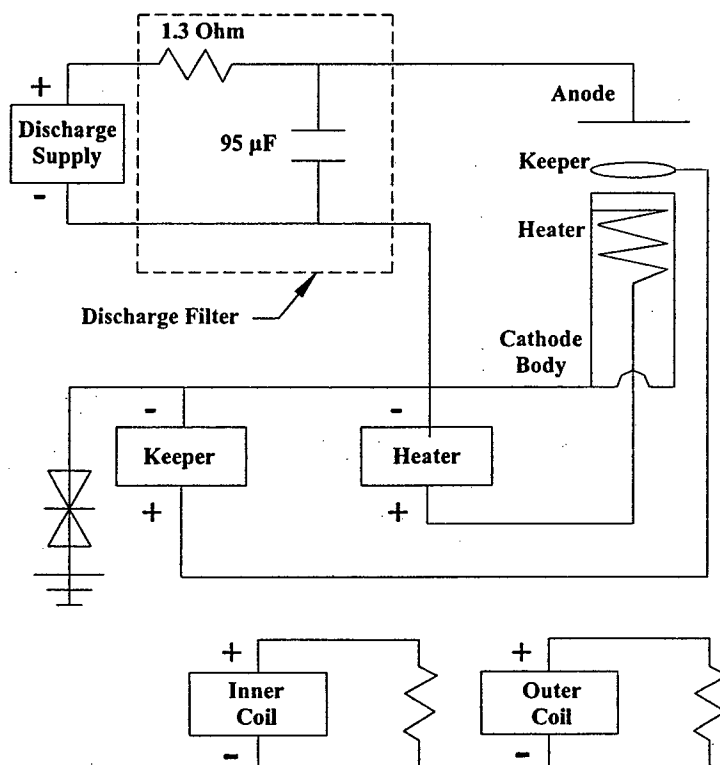 1.3 Ohm
+
Discharge
Supply
-
95 µF
Anode
Keeper
Heater
Discharge Filter
Cathode
Body
-
Keeper
+
-
Heater
+
+
Inner
Coil
-
+
Outer
Coil
-